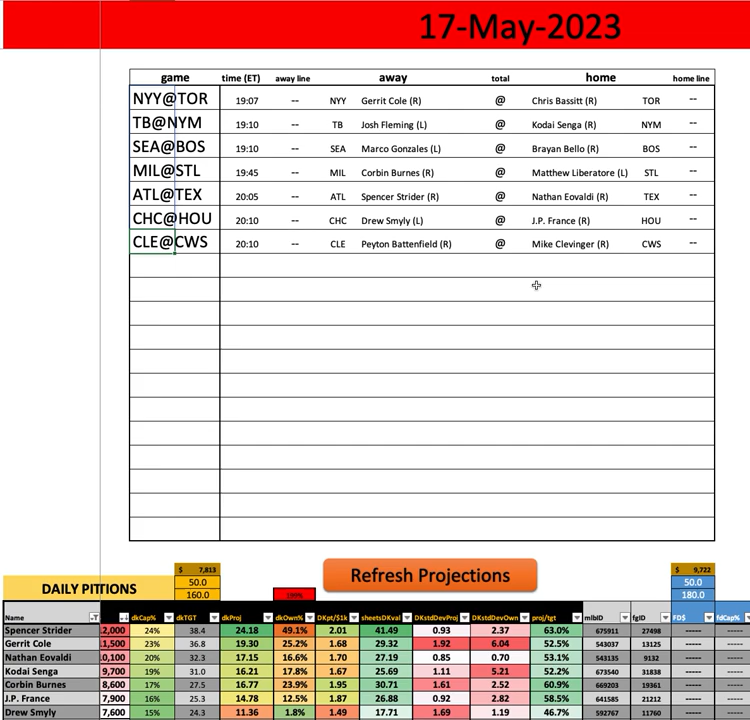 17-May-2023
game time (ET) away line away total home home line
NYY@TOR 19:07 -- NYY Gerrit Cole (R) @ Chris Bassitt (R) TOR --
TB@NYM 19:10 -- TB Josh Fleming (L) @ Kodai Senga (R) NYM --
SEA@BOS 19:10 -- SEA Marco Gonzales (L) @ Brayan Bello (R) BOS --
MIL@STL 19:45 -- MIL Corbin Burnes (R) @ Matthew Liberatore (L) STL --
ATL@TEX 20:05 -- ATL Spencer Strider (R) @ Nathan Eovaldi (R) TEX --
CHC@HOU 20:10 -- CHC Drew Smyly (L) @ J.P. France (R) HOU --
CLE@CWS 20:10 -- CLE Peyton Battenfield (R) @ Mike Clevinger (R) CWS --
$ 7,813 $ 9,722
Refresh Projections
50.0 50.0
DAILY PITTIONS
160.0 199% 180.0
Name dkCap% dkTGT dkProj dkOwn% DKpt/$1k sheetsDKval DKstdDevProj DKstdDevOwn proj/tgt mlbID fgID FD$ fdCap%
Spencer Strider 12,000 24% 38.4 24.18 49.1% 2.01 41.49 0.93 2.37 63.0% 675911 27498 -----  -----
Gerrit Cole 11,500 23% 36.8 19.30 25.2% 1.68 29.32 1.92 6.04 52.5% 543037 13125 ----- -----
Nathan Eovaldi 10,100 20% 32.3 17.15 16.6% 1.70 27.19 0.85 0.70 53.1% 543135 9132 ----- -----
Kodai Senga 9,700 19% 31.0 16.21 17.8% 1.67 25.69 1.11 5.21 52.2% 673540 31838 ----- -----
Corbin Burnes 8,600 17% 27.5 16.77 23.9% 1.95 30.71 1.61 2.52 60.9% 669203 19361 ----- -----
J.P. France 7,900 16% 25.3 14.78 12.5% 1.87 26.88 0.92 2.82 58.5% 641585 21212 ----- -----
Drew Smyly 7,600 15% 24.3 11.36 1.8% 1.49 17.71 1.69 1.19 46.7% 592767 11760 ----- -----